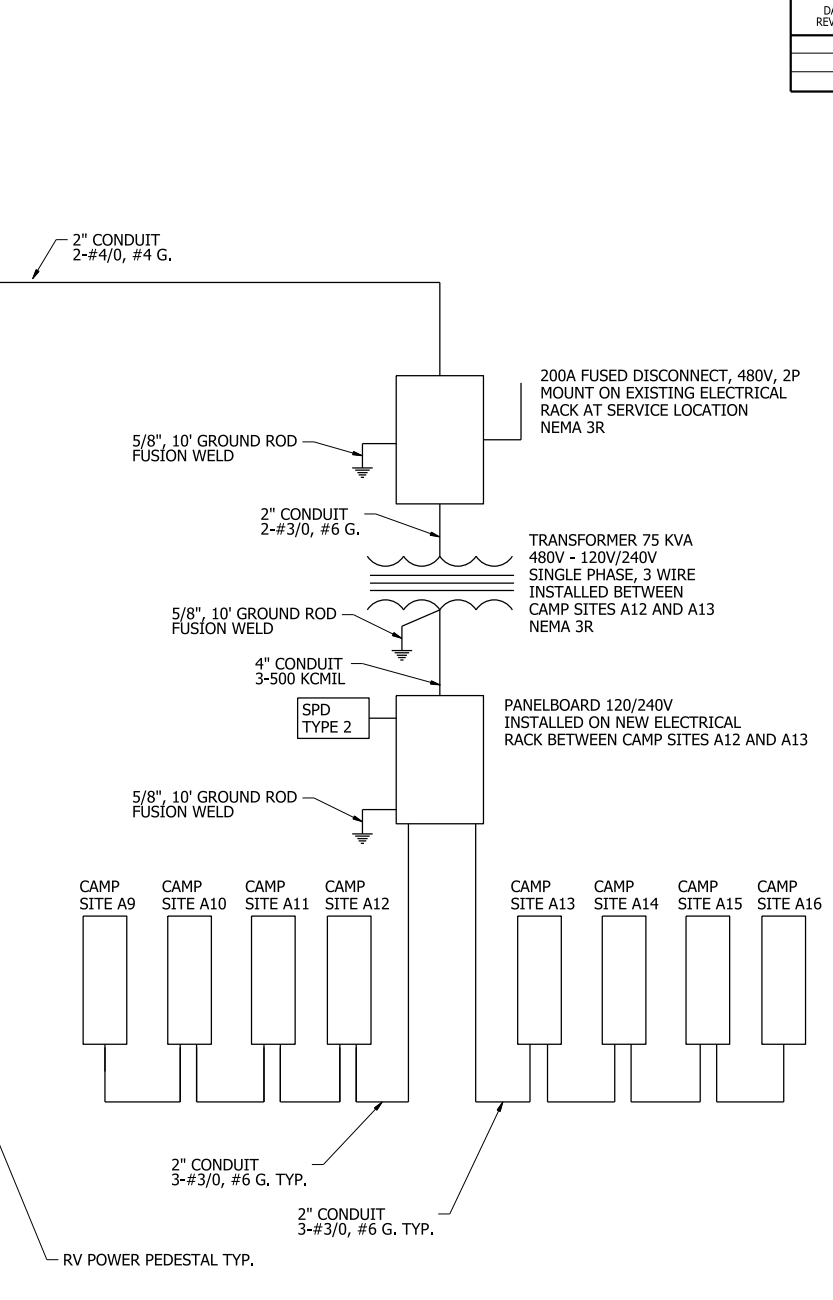 DA
REV
2" CONDUIT
2-#4/0, #4 G.
200A FUSED DISCONNECT, 480V, 2P
MOUNT ON EXISTING ELECTRICAL
RACK AT SERVICE LOCATION
NEMA 3R
5/8", 10' GROUND ROD
FUSION WELD
2" CONDUIT
2-#3/0, #6 G.
TRANSFORMER 75 KVA
480V - 120V/240V
SINGLE PHASE, 3 WIRE
INSTALLED BETWEEN
CAMP SITES A12 AND A13
NEMA 3R
5/8", 10' GROUND ROD
FUSION WELD
4" CONDUIT
3-500 KCMIL
SPD
TYPE 2
PANELBOARD 120/240V
INSTALLED ON NEW ELECTRICAL
RACK BETWEEN CAMP SITES A12 AND A13
5/8", 10' GROUND ROD
FUSION WELD
CAMP
SITE A9
CAMP
SITE A10
CAMP
SITE A11
CAMP
SITE A12
CAMP
SITE A13
CAMP
SITE A14
CAMP
SITE A15
CAMP
SITE A16
2" CONDUIT
3-#3/0, #6 G. TYP.
2" CONDUIT
3-#3/0, #6 G. TYP.
RV POWER PEDESTAL TYP.